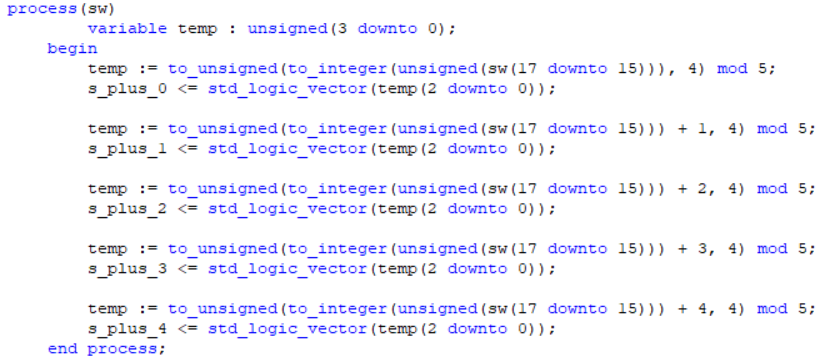 process(sw)
        variable temp : unsigned(3 downto 0);
    begin
        temp := to_unsigned(to_integer(unsigned(sw(17 downto 15))), 4) mod 5;
        s_plus_0 <= std_logic_vector(temp(2 downto 0));

        temp := to_unsigned(to_integer(unsigned(sw(17 downto 15))) + 1, 4) mod 5;
        s_plus_1 <= std_logic_vector(temp(2 downto 0));

        temp := to_unsigned(to_integer(unsigned(sw(17 downto 15))) + 2, 4) mod 5;
        s_plus_2 <= std_logic_vector(temp(2 downto 0));

        temp := to_unsigned(to_integer(unsigned(sw(17 downto 15))) + 3, 4) mod 5;
        s_plus_3 <= std_logic_vector(temp(2 downto 0));

        temp := to_unsigned(to_integer(unsigned(sw(17 downto 15))) + 4, 4) mod 5;
        s_plus_4 <= std_logic_vector(temp(2 downto 0));
    end process;